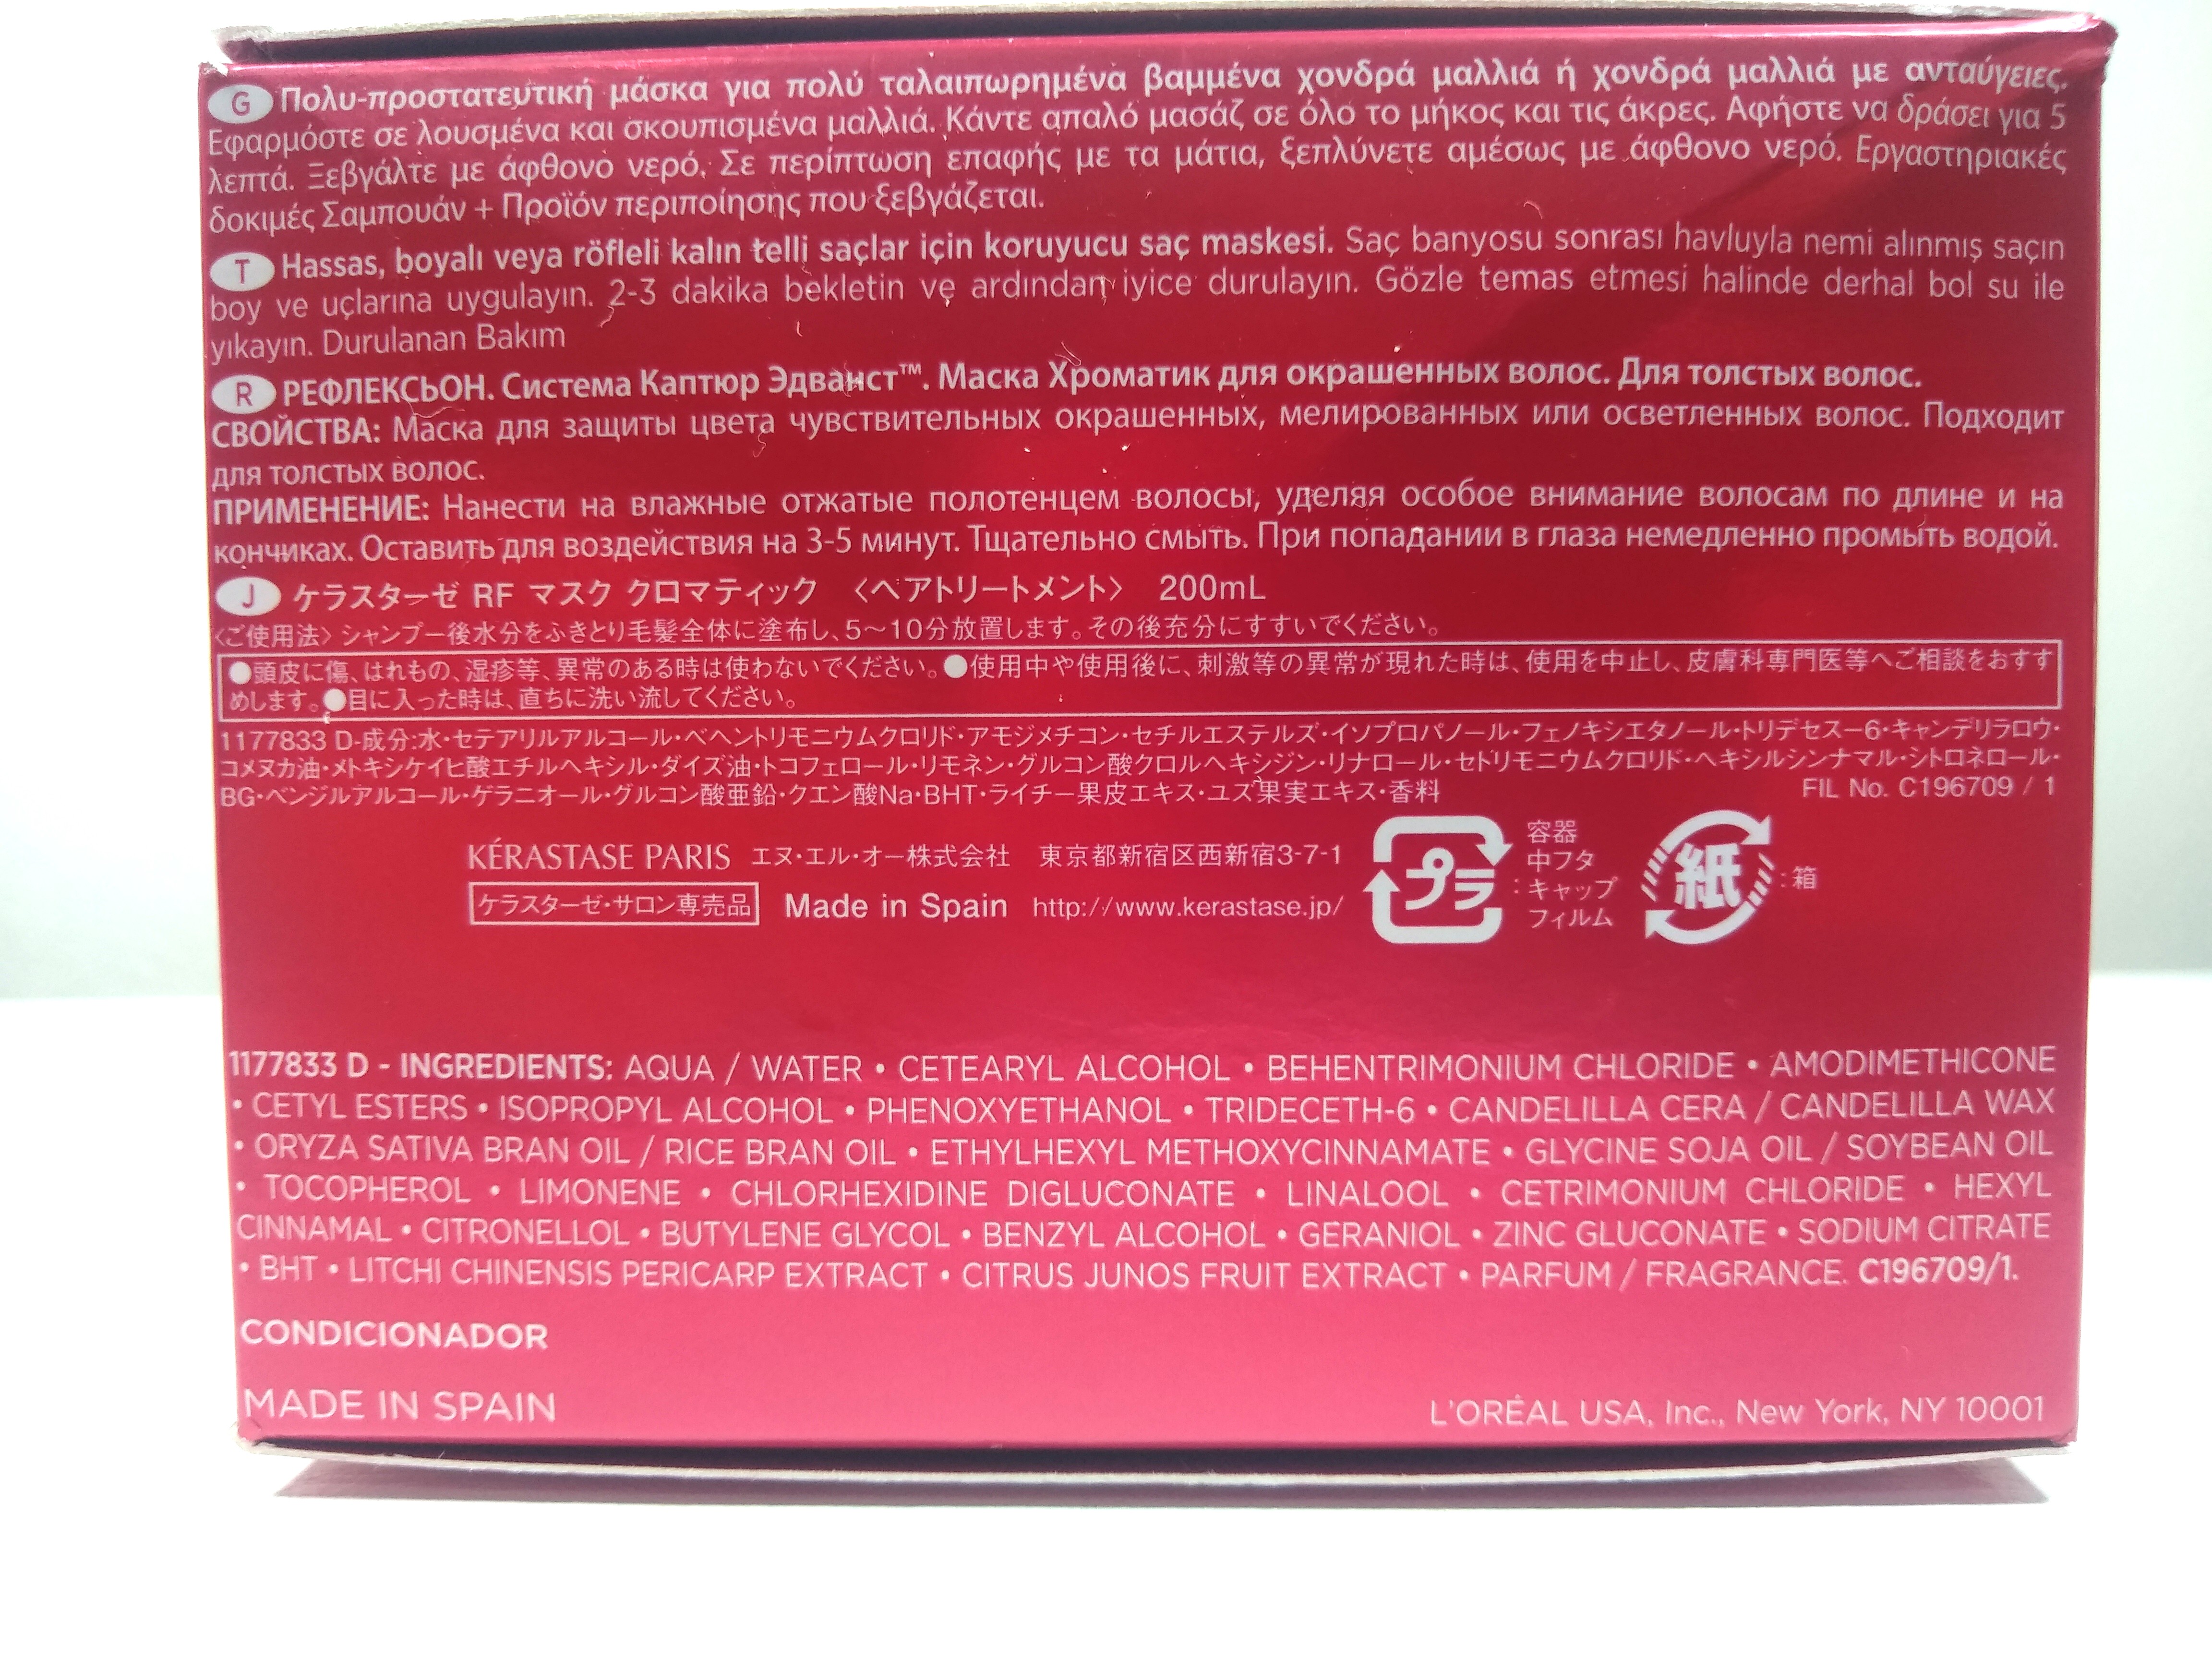 G Πολυ-προστατευτική μάσκα για πολύ ταλαιπωρημένα βαμμένα χονδρά μαλλιά ή χονδρά μαλλιά με ανταύγειες.
Εφαρμόστε σε λουσμένα και σκουπισμένα μαλλιά. Κάντε απαλό μασάζ σε όλο το μήκος και τις άκρες. Αφήστε να δράσει για 5
λεπτά. Ξεβγάλτε με άφθονο νερό. Σε περίπτωση επαφής με τα μάτια, ξεπλύνετε αμέσως με άφθονο νερό. Εργαστηριακές
δοκιμές Σαμπουάν + Προϊόν περιποίησης που ξεβγάζεται.
T Hassas, boyalı veya röfleli kalın telli saçlar için koruyucu saç maskesi. Saç banyosu sonrası havluyla nemi alınmış saçın
boy ve uçlarına uygulayın. 2-3 dakika bekletin ve ardından iyice durulayın. Gözle temas etmesi halinde derhal bol su ile
yıkayın. Durulanan Bakım
R РЕФЛЕКСЬОН. Система Каптюр Эдванст™. Маска Хроматик для окрашенных волос. Для толстых волос.
СВОЙСТВА: Маска для защиты цвета чувствительных окрашенных, мелированных или осветленных волос. Подходит
для толстых волос.
ПРИМЕНЕНИЕ: Нанести на влажные отжатые полотенцем волосы, уделяя особое внимание волосам по длине и на
кончиках. Оставить для воздействия на 3-5 минут. Тщательно смыть. При попадании в глаза немедленно промыть водой.
J ケラスターゼ RF マスク クロマティック 〈ヘアトリートメント〉 200mL
〈ご使用法〉シャンプー後水分をふきとり毛髪全体に塗布し、5〜10分放置します。その後充分にすすいでください。
●頭皮に傷、はれもの、湿疹等、異常のある時は使わないでください。●使用中や使用後に、刺激等の異常が現れた時は、使用を中止し、皮膚科専門医等へご相談をおすす
めします。●目に入った時は、直ちに洗い流してください。
1177833 D-成分:水・セテアリルアルコール・ベヘントリモニウムクロリド・アモジメチコン・セチルエステルズ・イソプロパノール・フェノキシエタノール・トリデセス-6・キャンデリラロウ・
コメヌカ油・メトキシケイヒ酸エチルヘキシル・ダイズ油・トコフェロール・リモネン・グルコン酸クロルヘキシジン・リナロール・セトリモニウムクロリド・ヘキシルシンナマル・シトロネロール・
BG・ベンジルアルコール・ゲラニオール・グルコン酸亜鉛・クエン酸Na・BHT・ライチー果皮エキス・ユズ果実エキス・香料 FIL No. C196709 / 1
KÉRASTASE PARIS エヌ・エル・オー株式会社 東京都新宿区西新宿3-7-1
ケラスターゼ・サロン専売品 Made in Spain http://www.kerastase.jp/
プラ : 容器
中フタ
キャップ
フィルム
紙 : 箱
1177833 D - INGREDIENTS: AQUA / WATER • CETEARYL ALCOHOL • BEHENTRIMONIUM CHLORIDE • AMODIMETHICONE
• CETYL ESTERS • ISOPROPYL ALCOHOL • PHENOXYETHANOL • TRIDECETH-6 • CANDELILLA CERA / CANDELILLA WAX
• ORYZA SATIVA BRAN OIL / RICE BRAN OIL • ETHYLHEXYL METHOXYCINNAMATE • GLYCINE SOJA OIL / SOYBEAN OIL
• TOCOPHEROL • LIMONENE • CHLORHEXIDINE DIGLUCONATE • LINALOOL • CETRIMONIUM CHLORIDE • HEXYL
CINNAMAL • CITRONELLOL • BUTYLENE GLYCOL • BENZYL ALCOHOL • GERANIOL • ZINC GLUCONATE • SODIUM CITRATE
• BHT • LITCHI CHINENSIS PERICARP EXTRACT • CITRUS JUNOS FRUIT EXTRACT • PARFUM / FRAGRANCE. C196709/1.
CONDICIONADOR
MADE IN SPAIN
L'ORÉAL USA, Inc., New York, NY 10001